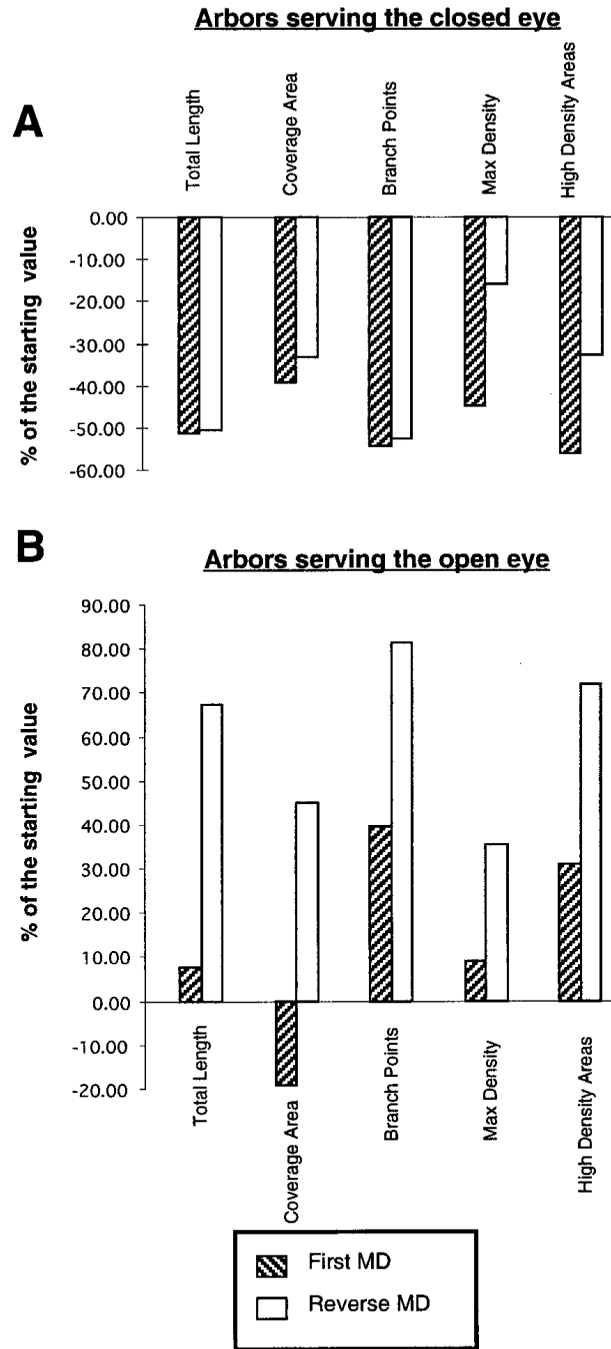 Arbors serving the closed eye
A
Total Length
Coverage Area
Branch Points
Max Density
High Density Areas
% of the starting value
0.00
-10.00
-20.00
-30.00
-40.00
-50.00
-60.00
B
Arbors serving the open eye
% of the starting value
90.00
80.00
70.00
60.00
50.00
40.00
30.00
20.00
10.00
0.00
-10.00
-20.00
Total Length
Coverage Area
Branch Points
Max Density
High Density Areas
First MD
Reverse MD